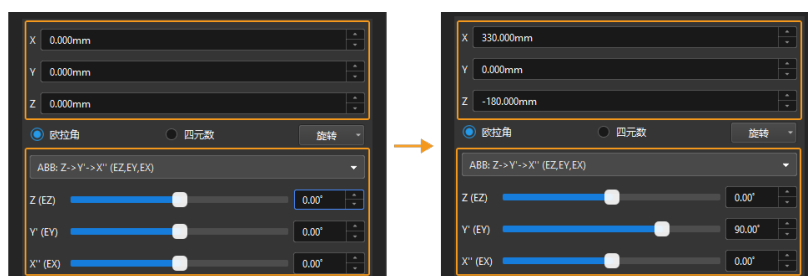 X 0.000mm
Y 0.000mm
Z 0.000mm
欧拉角 四元数 旋转
ABB: Z->Y'->X'' (EZ,EY,EX)
Z (EZ) 0.00°
Y' (EY) 0.00°
X'' (EX) 0.00°
X 330.000mm
Y 0.000mm
Z -180.000mm
欧拉角 四元数 旋转
ABB: Z->Y'->X'' (EZ,EY,EX)
Z (EZ) 0.00°
Y' (EY) 90.00°
X'' (EX) 0.00°